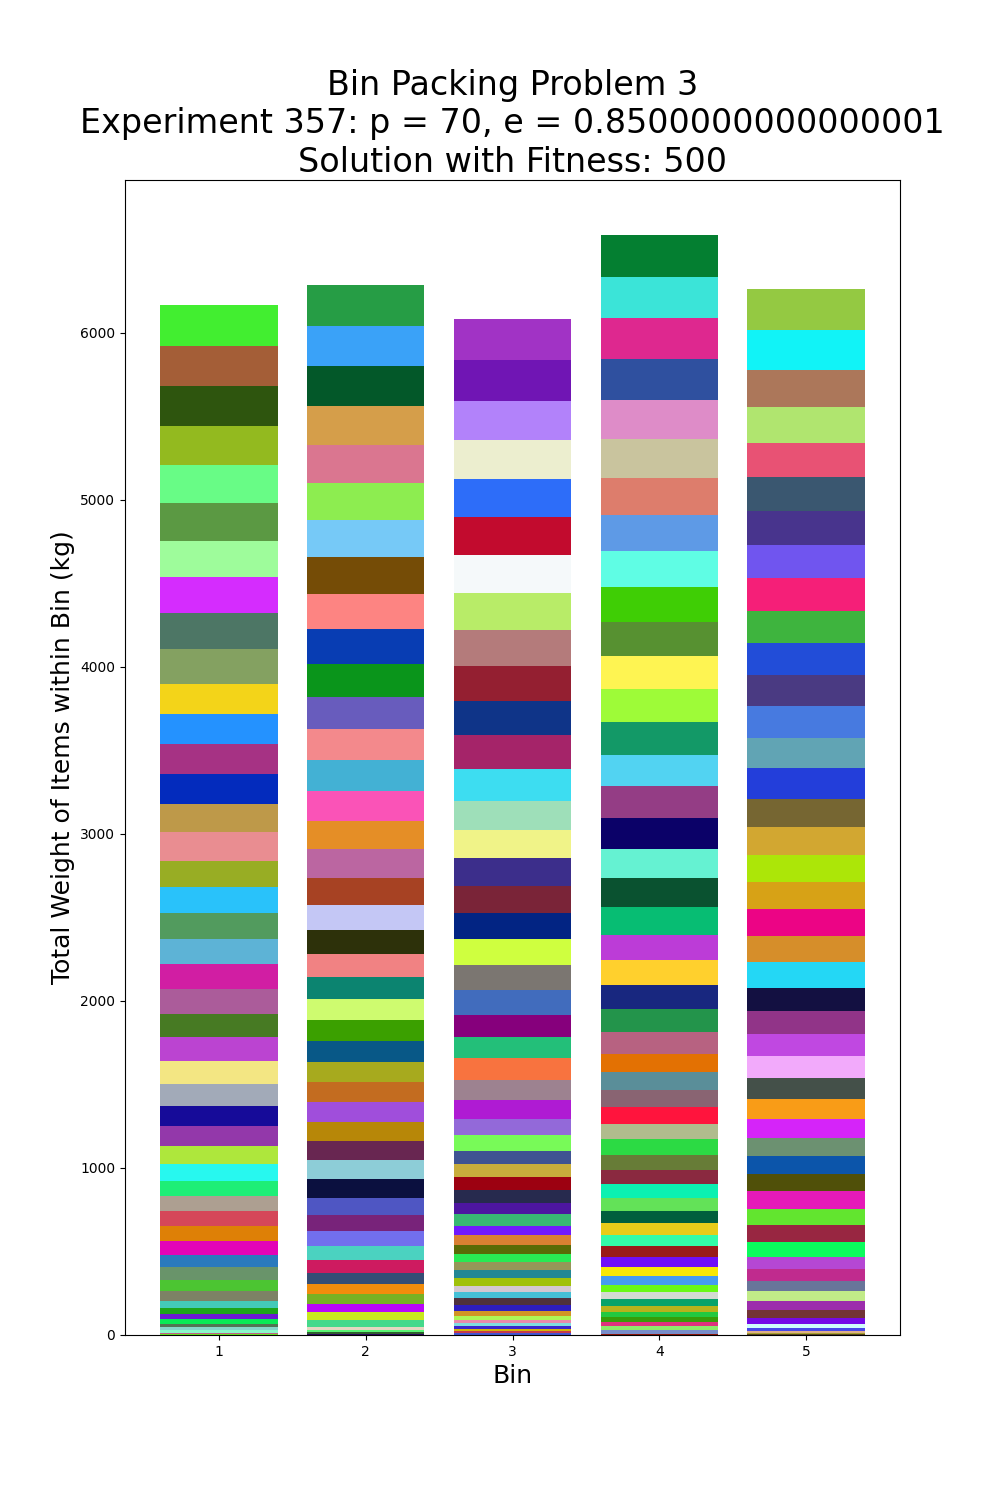 Bin Packing Problem 3
Experiment 357: p = 70, e = 0.8500000000000001
Solution with Fitness: 500
Total Weight of Items within Bin (kg)
6000
5000
4000
3000
2000
1000
0
1 2 3 4 5
Bin